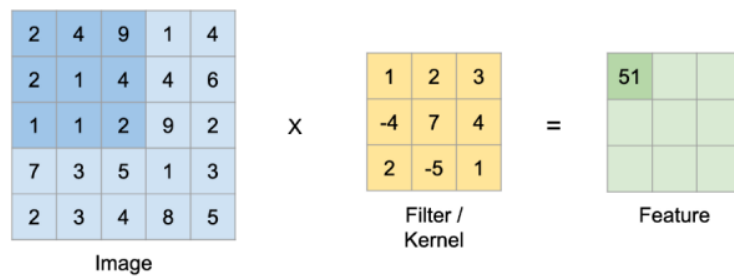 2 4 9 1 4
2 1 4 4 6
1 1 2 9 2
7 3 5 1 3
2 3 4 8 5
Image
X
1 2 3
-4 7 4
2 -5 1
Filter /
Kernel
=
51
Feature